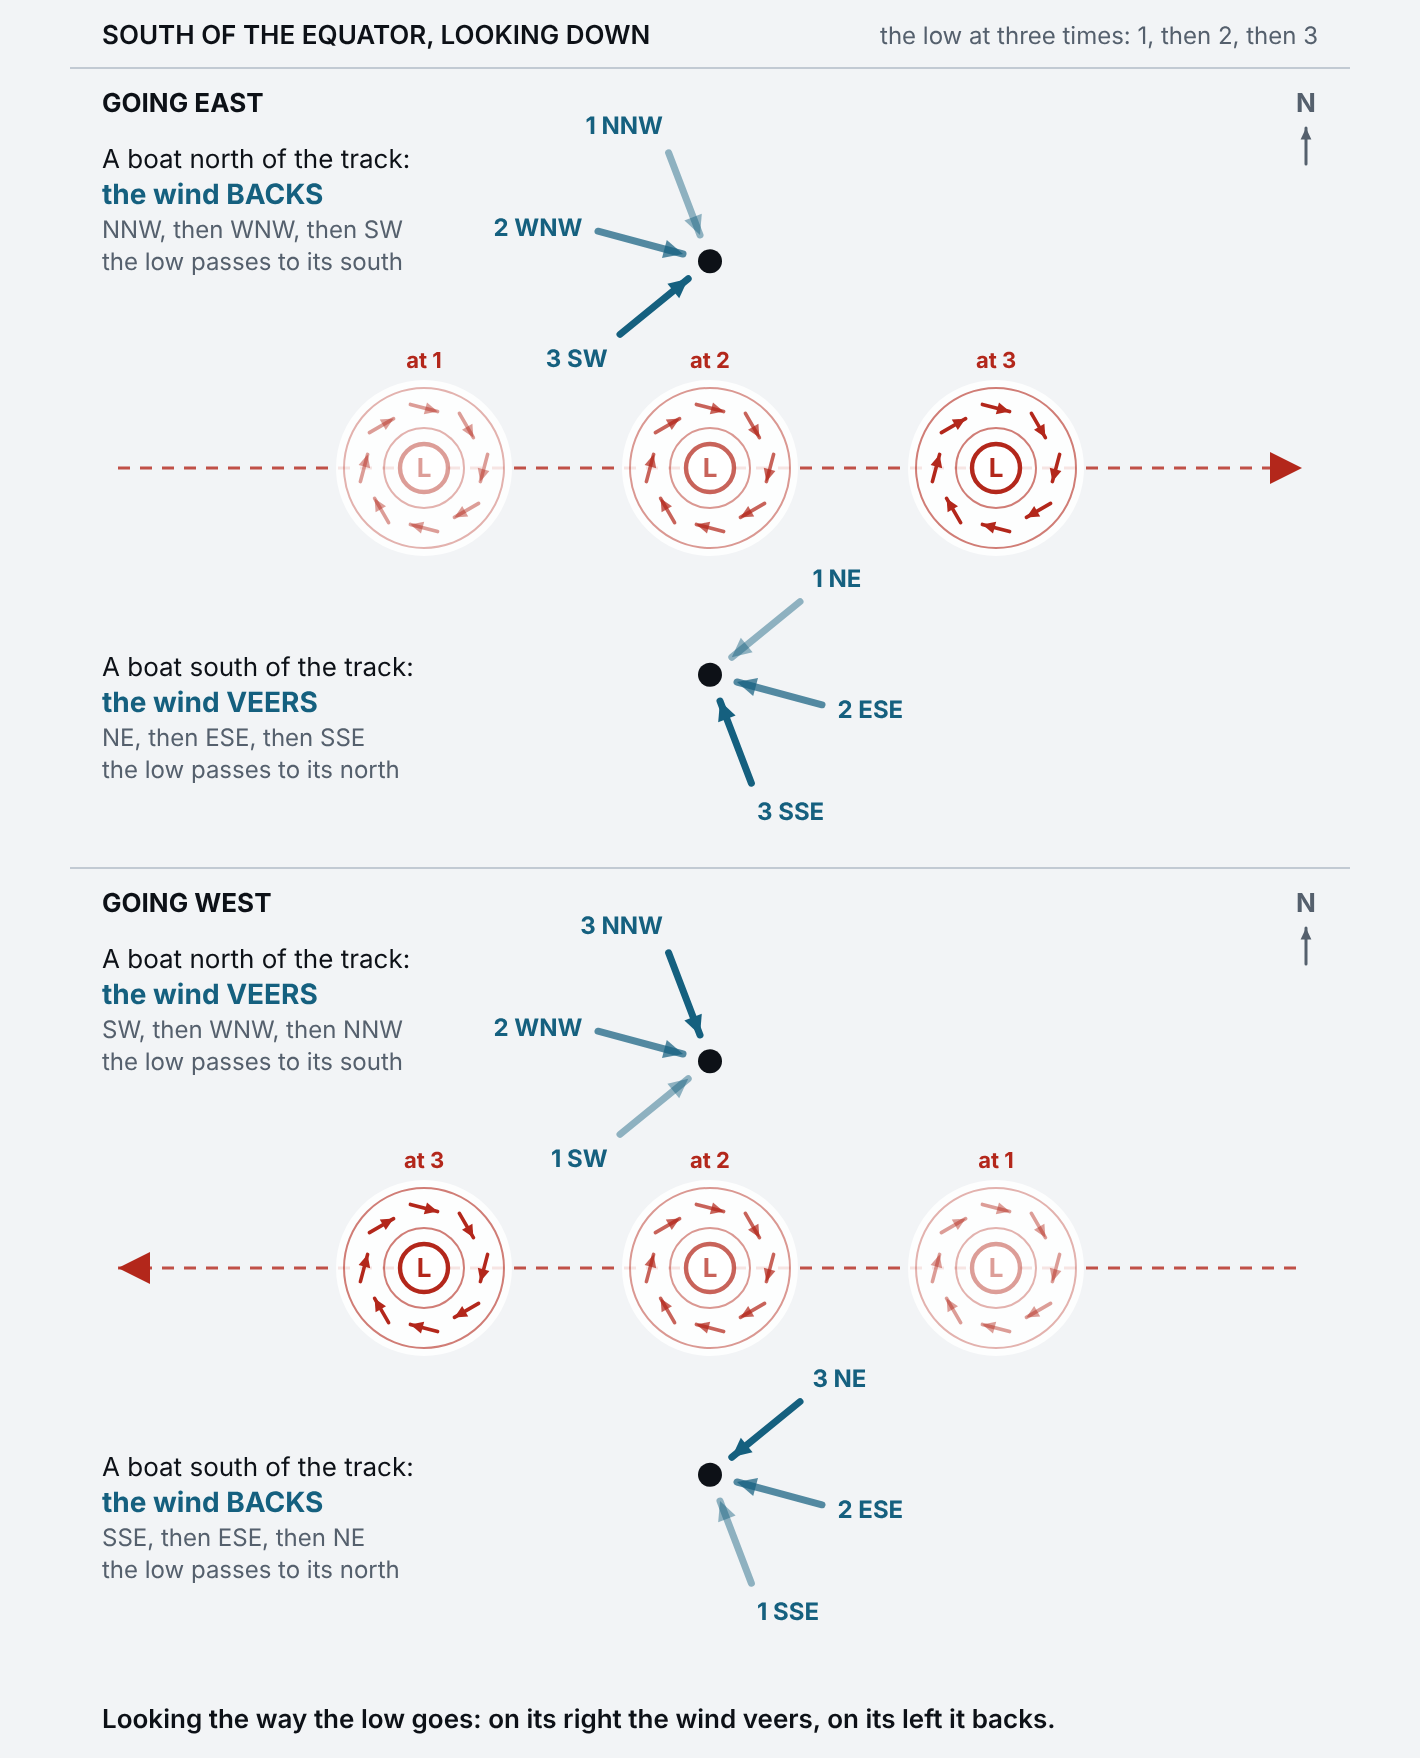 SOUTH OF THE EQUATOR, LOOKING DOWN
the low at three times: 1, then 2, then 3
GOING EAST
N
1 NNW
A boat north of the track:
the wind BACKS
2 WNW
NNW, then WNW, then SW
the low passes to its south
3 SW
at 1
at 2
at 3
L
L
L
1 NE
A boat south of the track:
the wind VEERS
2 ESE
NE, then ESE, then SSE
the low passes to its north
3 SSE
GOING WEST
N
3 NNW
A boat north of the track:
the wind VEERS
2 WNW
SW, then WNW, then NNW
the low passes to its south
1 SW
at 3
at 2
at 1
L
L
L
3 NE
A boat south of the track:
the wind BACKS
2 ESE
SSE, then ESE, then NE
the low passes to its north
1 SSE
Looking the way the low goes: on its right the wind veers, on its left it backs.